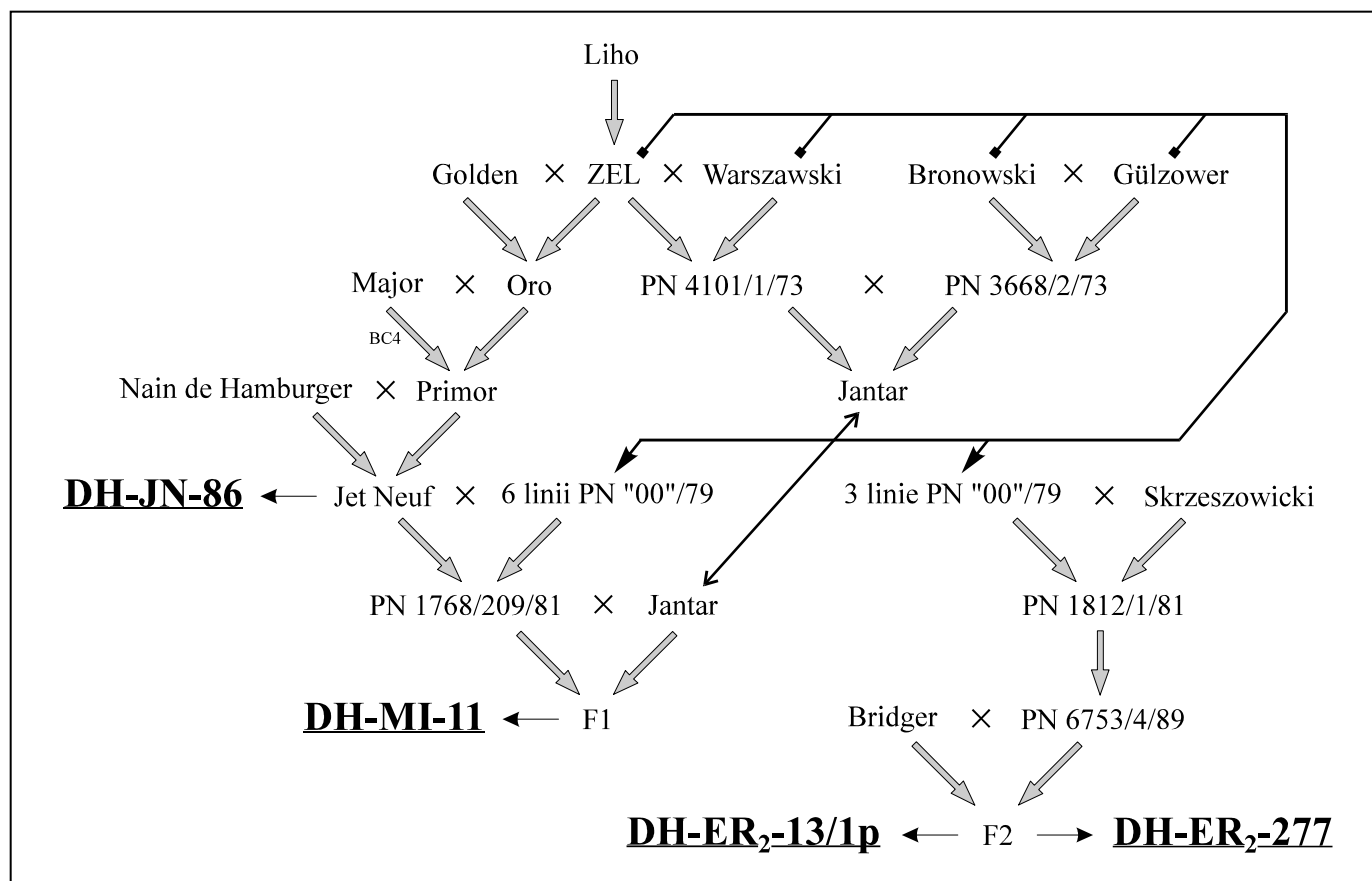 Liho
Golden × ZEL × Warszawski Bronowski × Gülzower
Major × Oro PN 4101/1/73 × PN 3668/2/73
BC4
Nain de Hamburger × Primor Jantar
DH-JN-86 Jet Neuf × 6 linii PN "00"/79 3 linie PN "00"/79 × Skrzeszowicki
PN 1768/209/81 × Jantar PN 1812/1/81
DH-MI-11 F1 Bridger × PN 6753/4/89
DH-ER₂-13/1p F2 DH-ER₂-277